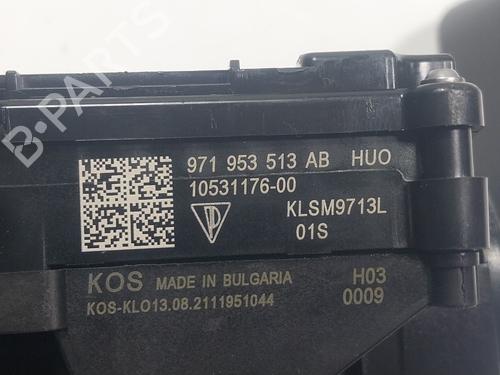 B-Parts
971 953 513 AB HUO
10531176-00
KLSM9713L
01S
KOS MADE IN BULGARIA H03
KOS-KLO13.08.2111951044 0009